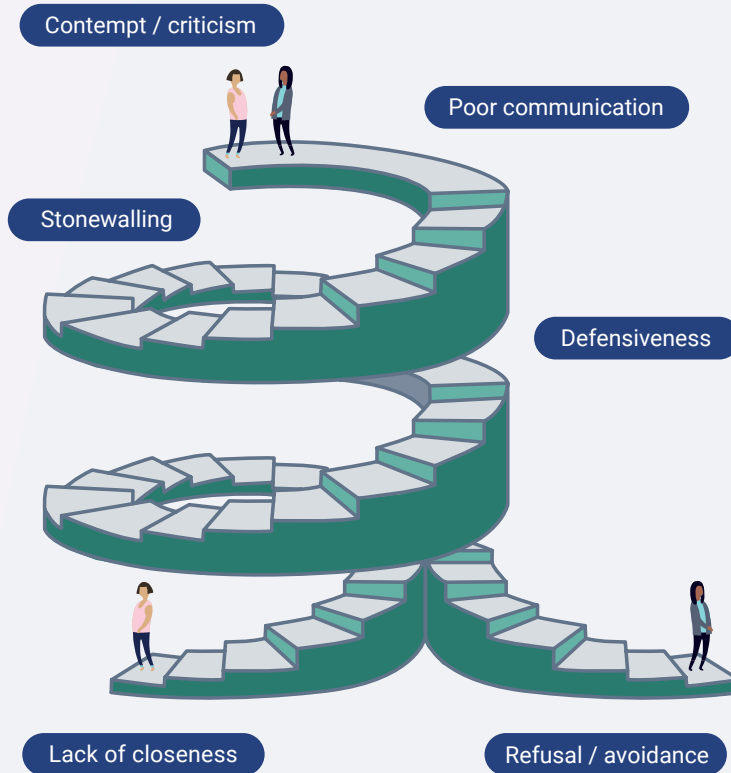 Contempt / criticism
Poor communication
Stonewalling
Defensiveness
Lack of closeness
Refusal / avoidance